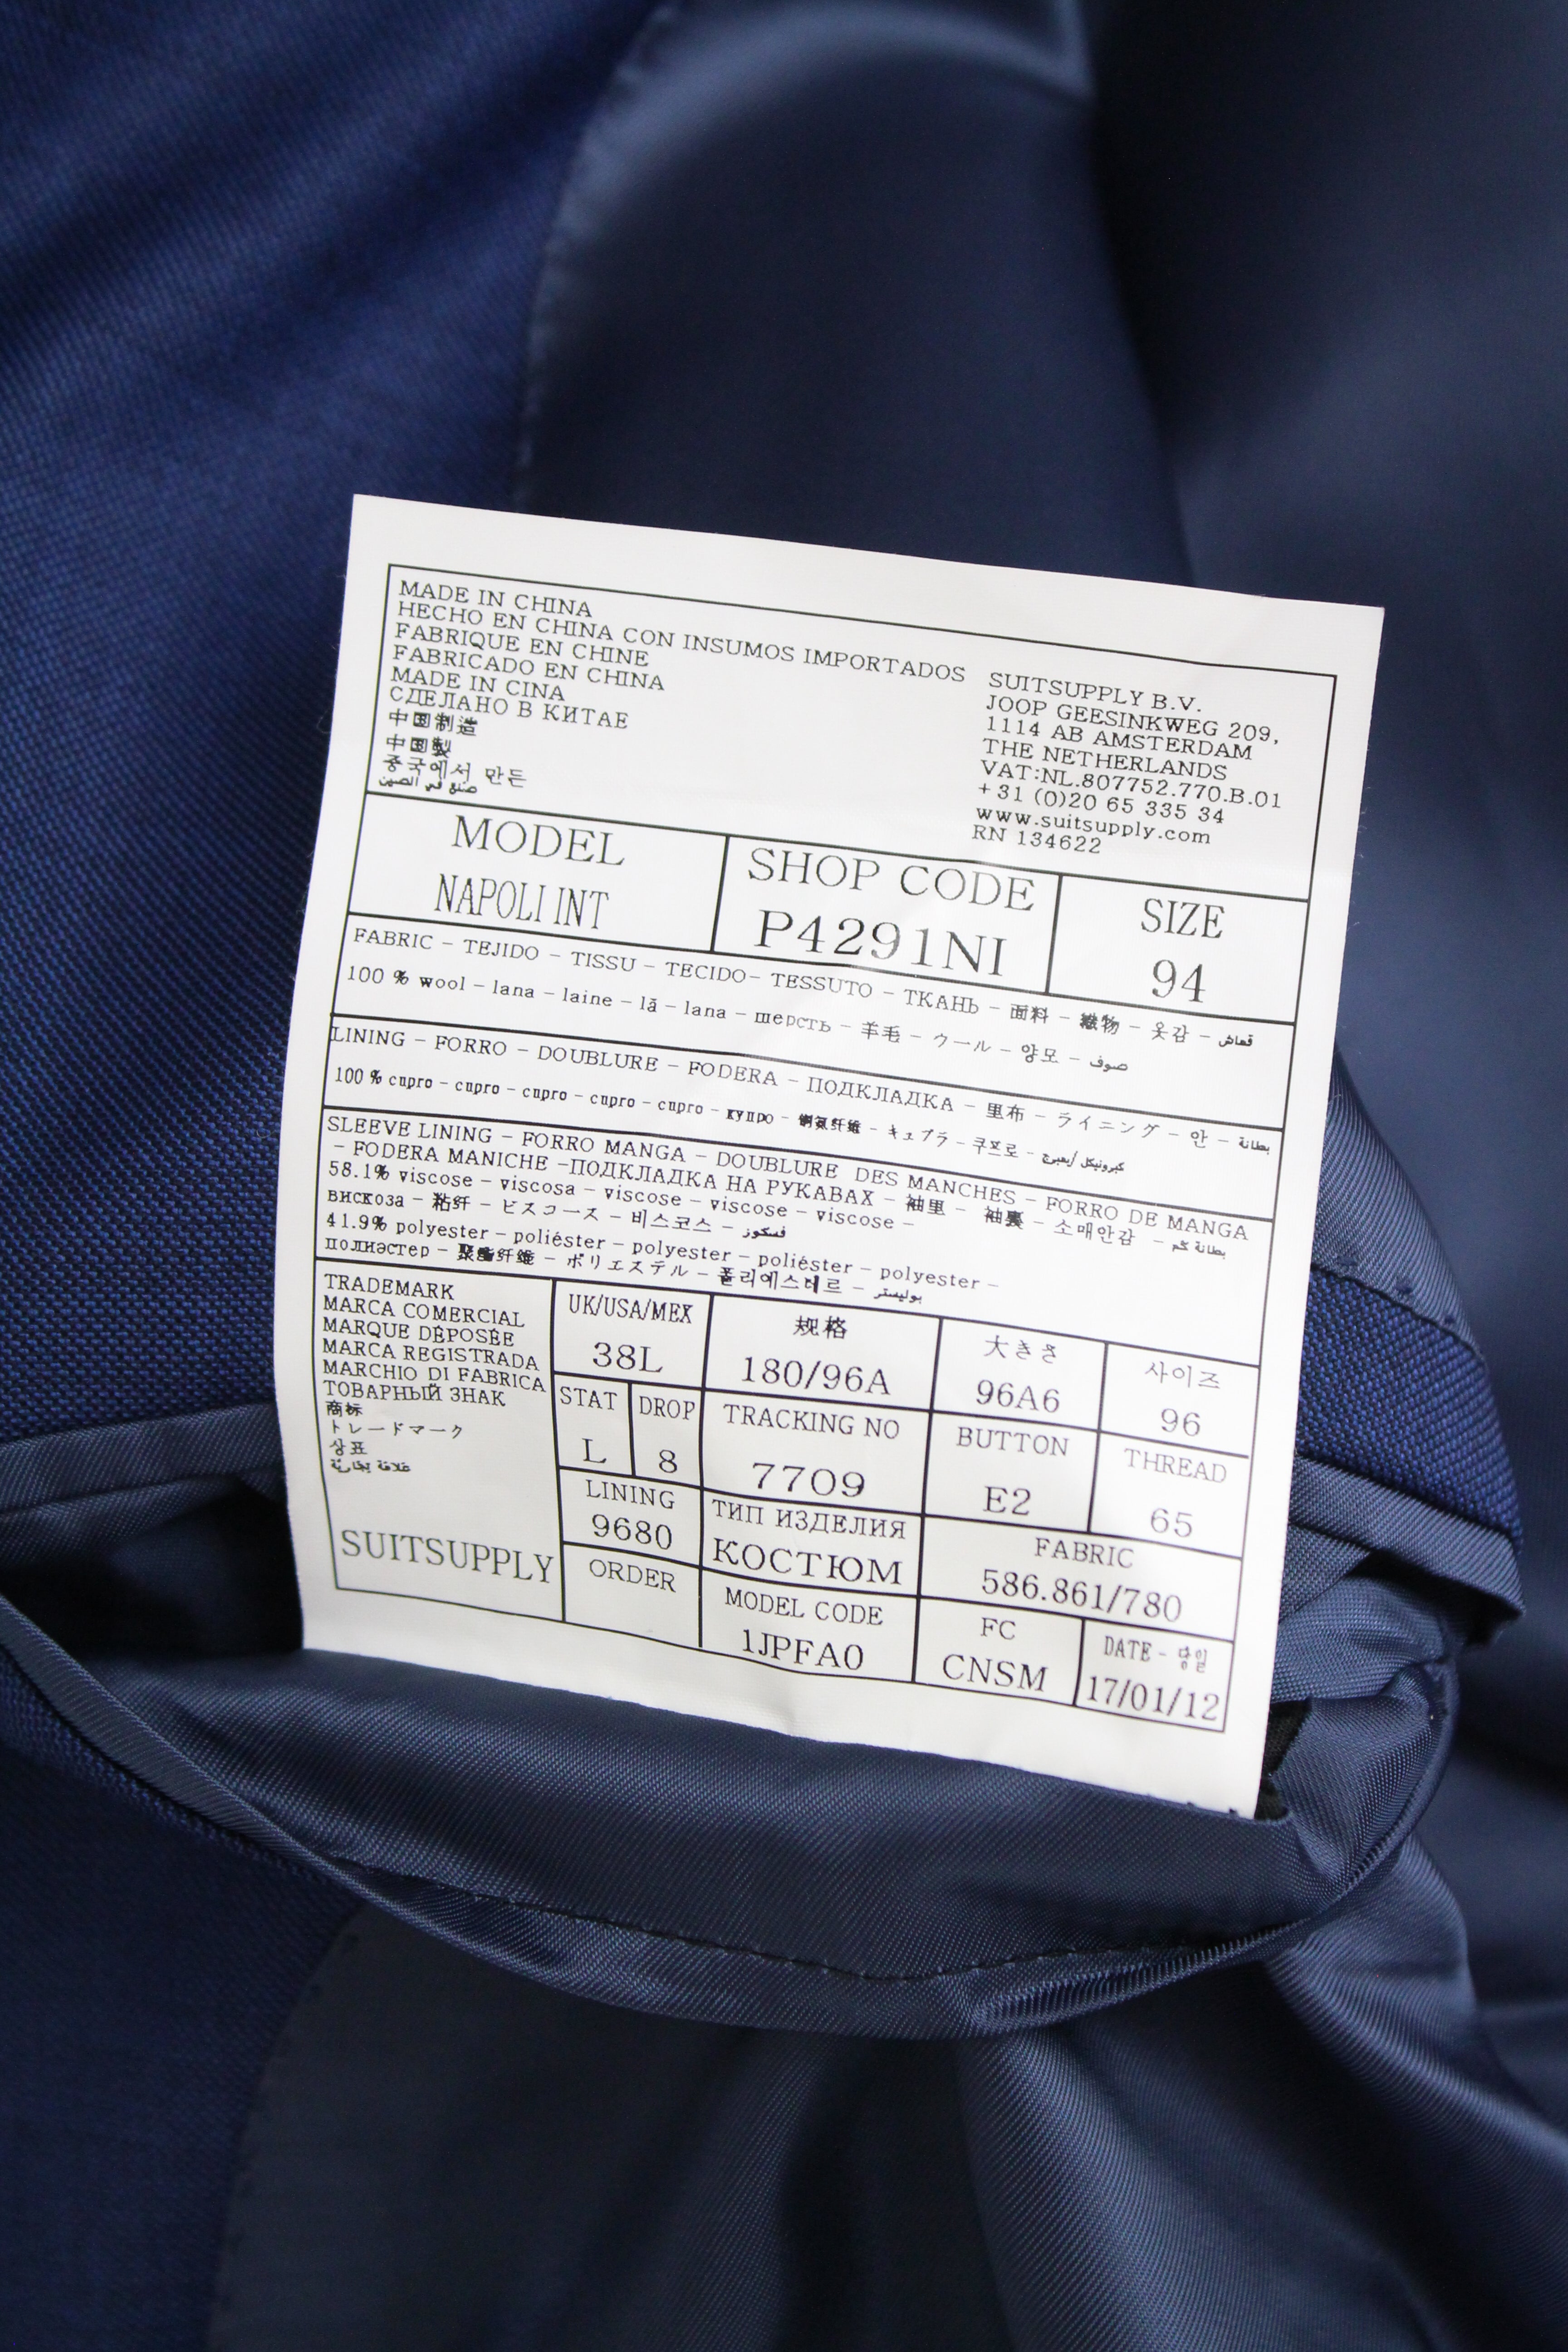 MADE IN CHINA
HECHO EN CHINA CON INSUMOS IMPORTADOS
FABRIQUE EN CHINE
FABRICADO EN CHINA
MADE IN CINA
СДЕЛАНО В КИТАЕ
中国制造
中国製
중국에서 만든
صنع في الصين
SUITSUPPLY B.V.
JOOP GEESINKWEG 209,
1114 AB AMSTERDAM
THE NETHERLANDS
VAT:NL.807752.770.B.01
+31 (0)20 65 335 34
www.suitsupply.com
RN 134622
MODEL
NAPOLI INT
SHOP CODE
P4291NI
SIZE
94
FABRIC - TEJIDO - TISSU - TECIDO- TESSUTO - ТКАНЬ - 面料 - 織物 - 옷감 - قماش
100 % wool - lana - laine - lã - lana - шерсть - 羊毛 - ウール - 양모 - صوف
LINING - FORRO - DOUBLURE - FODERA - ПОДКЛАДКА - 里布 - ライニング - 안 - بطانة
100 % cupro - cupro - cupro - cupro - cupro - купро - 铜氨纤维 - キュプラ - 쿠프로 -
SLEEVE LINING - FORRO MANGA - DOUBLURE DES MANCHES - FORRO DE MANGA
- FODERA MANICHE -ПОДКЛАДКА НА РУКАВАХ - 袖里 - 袖裏 - 소매안감 - بطانة كم
58.1% viscose - viscosa - viscose - viscose - viscose -
вискоза - 粘纤 - ビスコース - 비스코스 - فسكوز
41.9% polyester - poliéster - polyester - poliéster - polyester -
полиэстер - 聚酯纤维 - ポリエステル - 폴리에스테르 - بوليستر
TRADEMARK
MARCA COMERCIAL
MARQUE DÉPOSÉE
MARCA REGISTRADA
MARCHIO DI FABRICA
ТОВАРНЫЙ ЗНАК
商标
トレードマーク
상표
علامة تجارية
SUITSUPPLY
UK/USA/MEX
38L
规格
180/96A
大きさ
96A6
사이즈
96
STAT
L
DROP
8
TRACKING NO
7709
BUTTON
E2
THREAD
65
LINING
9680
ТИП ИЗДЕЛИЯ
КОСТЮМ
FABRIC
586.861/780
ORDER
MODEL CODE
1JPFA0
FC
CNSM
DATE - 당일
17/01/12